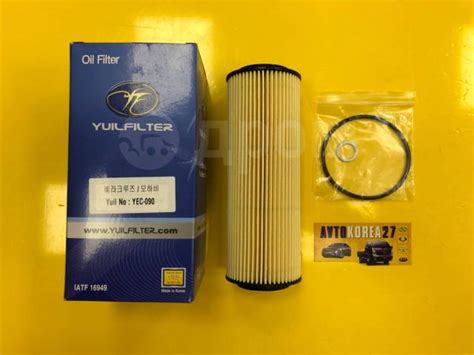 Oil Filter
YUILFILTER
베라크루즈 / 모하비
Yuil No : YEC-090
WWW.YUILFILTER.COM
IATF 16949
Made in Korea
AVTOKOREA27